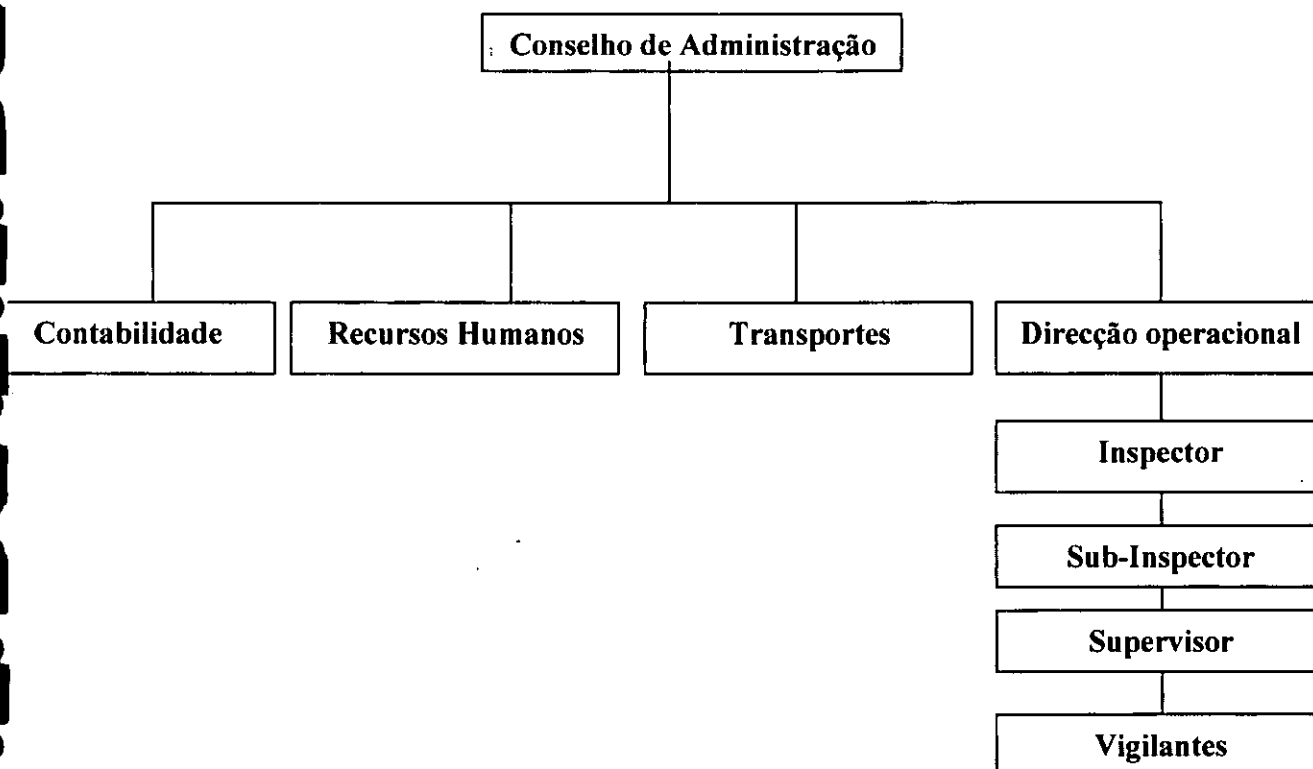 Conselho de Administração
Contabilidade
Recursos Humanos
Transportes
Direcção operacional
Inspector
Sub-Inspector
Supervisor
Vigilantes